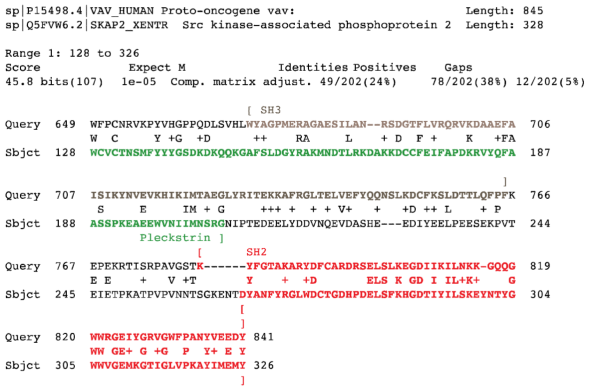 sp|P15498.4|VAV_HUMAN Proto-oncogene vav: Length: 845
sp|Q5FVW6.2|SKAP2_XENTR Src kinase-associated phosphoprotein 2 Length: 328
Range 1: 128 to 326
Score Expect M Identities Positives Gaps
45.8 bits(107) 1e-05 Comp. matrix adjust. 49/202(24%) 78/202(38%) 12/202(5%)
[ SH3
Query 649 WFPCNRVKPYVHGPPQDLSVHLWYAGPMERAGAESILAN--RSDGTFLVRQRVKDAAEFA 706
W C Y +G+ D ++ RA L + D F + K +FA
Sbjct 128 WCVCTNSMFYYYGSDKDKQQKGAFSLDGYRAKMNDTLRKDAKKDCCFEIFAPDKRVYQFA 187
]
Query 707 ISIKYNVEVKHIKIMTAEGLYRITEKKAFRGLTELVEFYQQNSLKDCFKSLDTTLQFPFK 766
S E IM + G +++ + + V+ + D + L + P
Sbjct 188 ASSPKEAEEWVNIIMNSRGNIPTEDEELYDDVNQEVDASHE---EDIYEELPEESEKPVT 244
Pleckstrin ]
[ SH2
Query 767 EPEKRTISRPAVGSTK------YFGTAKARYDFCARDRSELSLKEGDIIKILNKK-GQQG 819
E E + V +T Y + +D ELS K GD I IL+K+ G
Sbjct 245 EIETPKATPVPVNNTSGKENTDYANFYRGLWDCTGDHPDELSFKHGDTIYILSKEYNTYG 304
[
]
Query 820 WWRGEIYGRVGWFPANYVEEDY 841
WW GE+ G +G P Y+ E Y
Sbjct 305 WWVGEMKGTIGLVPKAYIMEMY 326
]